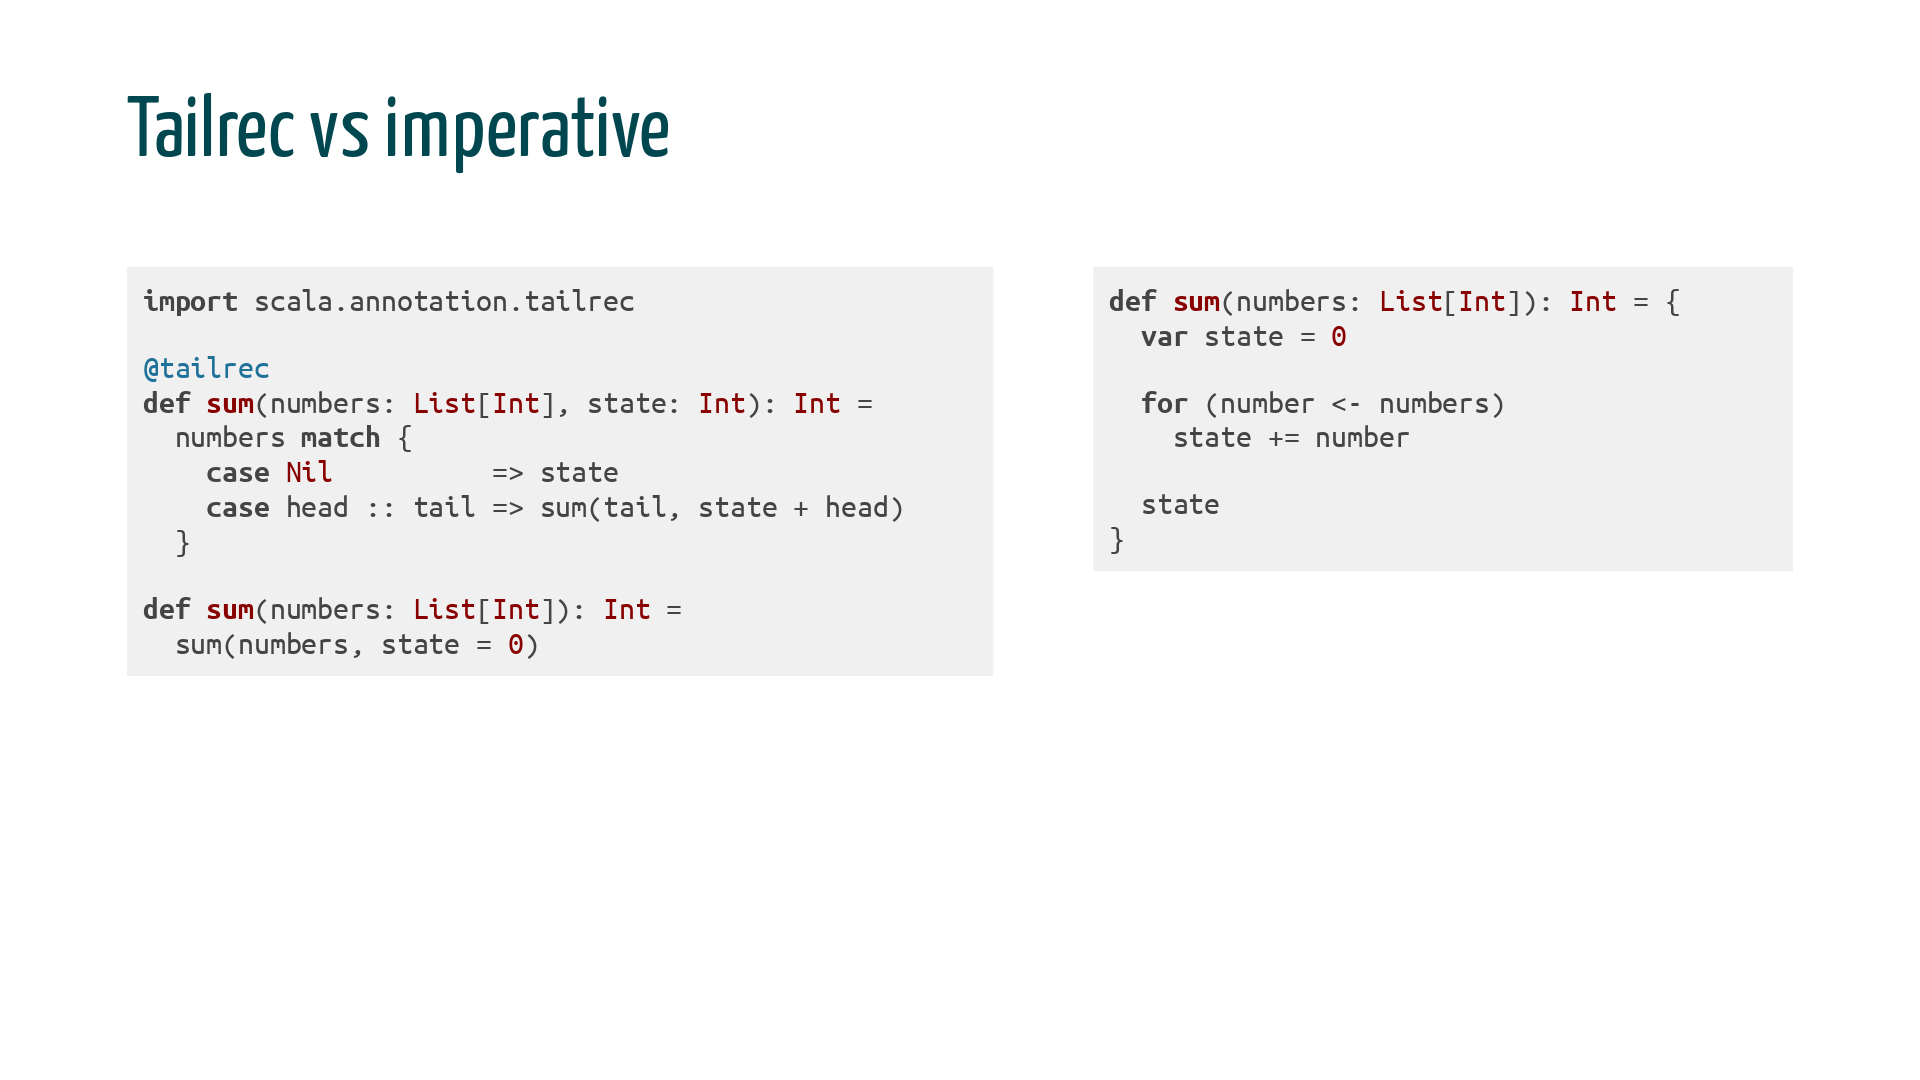 Tailrec vs imperative
import scala.annotation.tailrec
@tailrec
def sum(numbers: List[Int], state: Int): Int =
  numbers match {
    case Nil          => state
    case head :: tail => sum(tail, state + head)
  }
def sum(numbers: List[Int]): Int =
  sum(numbers, state = 0)
def sum(numbers: List[Int]): Int = {
  var state = 0
  for (number <- numbers)
    state += number
  state
}